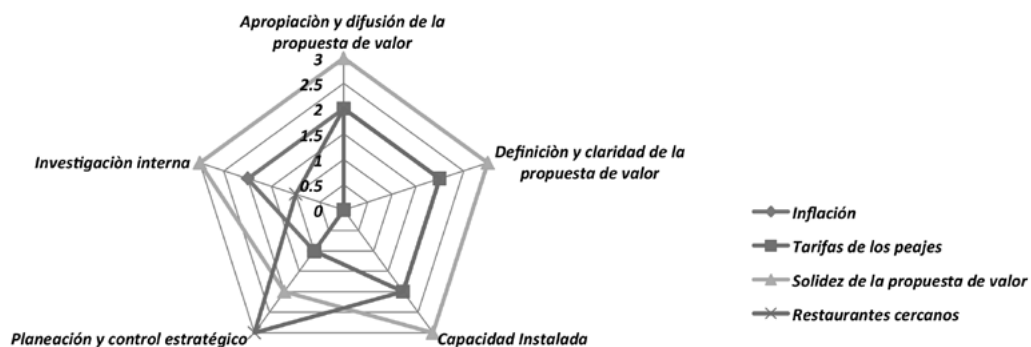 Apropiaciòn y difusión de la
propuesta de valor
3
2.5
2
1.5
1
0.5
0
Investigaciòn interna
Definiciòn y claridad de la
propuesta de valor
Planeación y control estratégico
Capacidad Instalada
Inflación
Tarifas de los peajes
Solidez de la propuesta de valor
Restaurantes cercanos